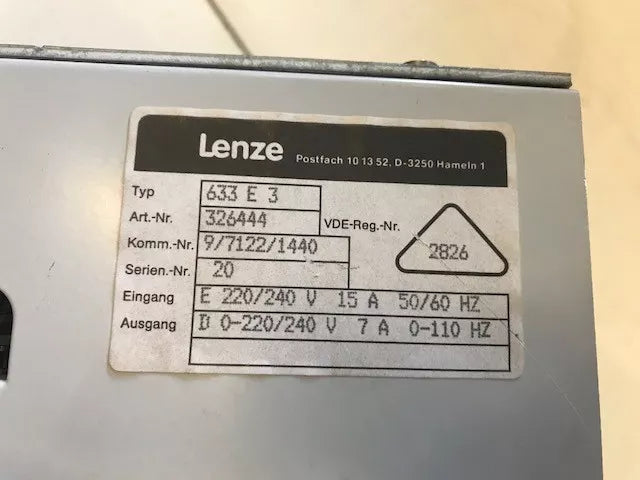 Lenze Postfach 10 13 52, D-3250 Hameln 1
Typ 633 E 3
Art.-Nr. 326444 VDE-Reg.-Nr.
Komm.-Nr. 9/7122/1440 2826
Serien.-Nr. 20
Eingang E 220/240 V 15 A 50/60 HZ
Ausgang D 0-220/240 V 7 A 0-110 HZ